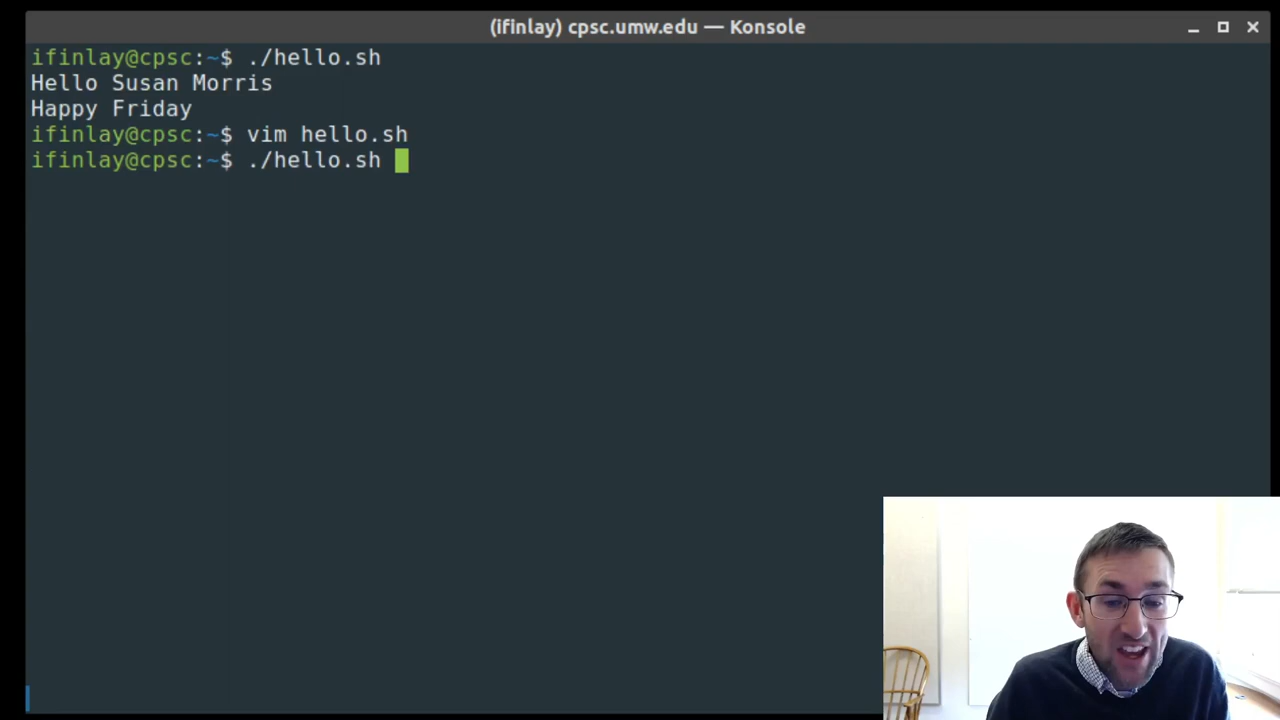 (ifinlay) cpsc.umw.edu — Konsole
ifinlay@cpsc:~$ ./hello.sh
Hello Susan Morris
Happy Friday
ifinlay@cpsc:~$ vim hello.sh
ifinlay@cpsc:~$ ./hello.sh